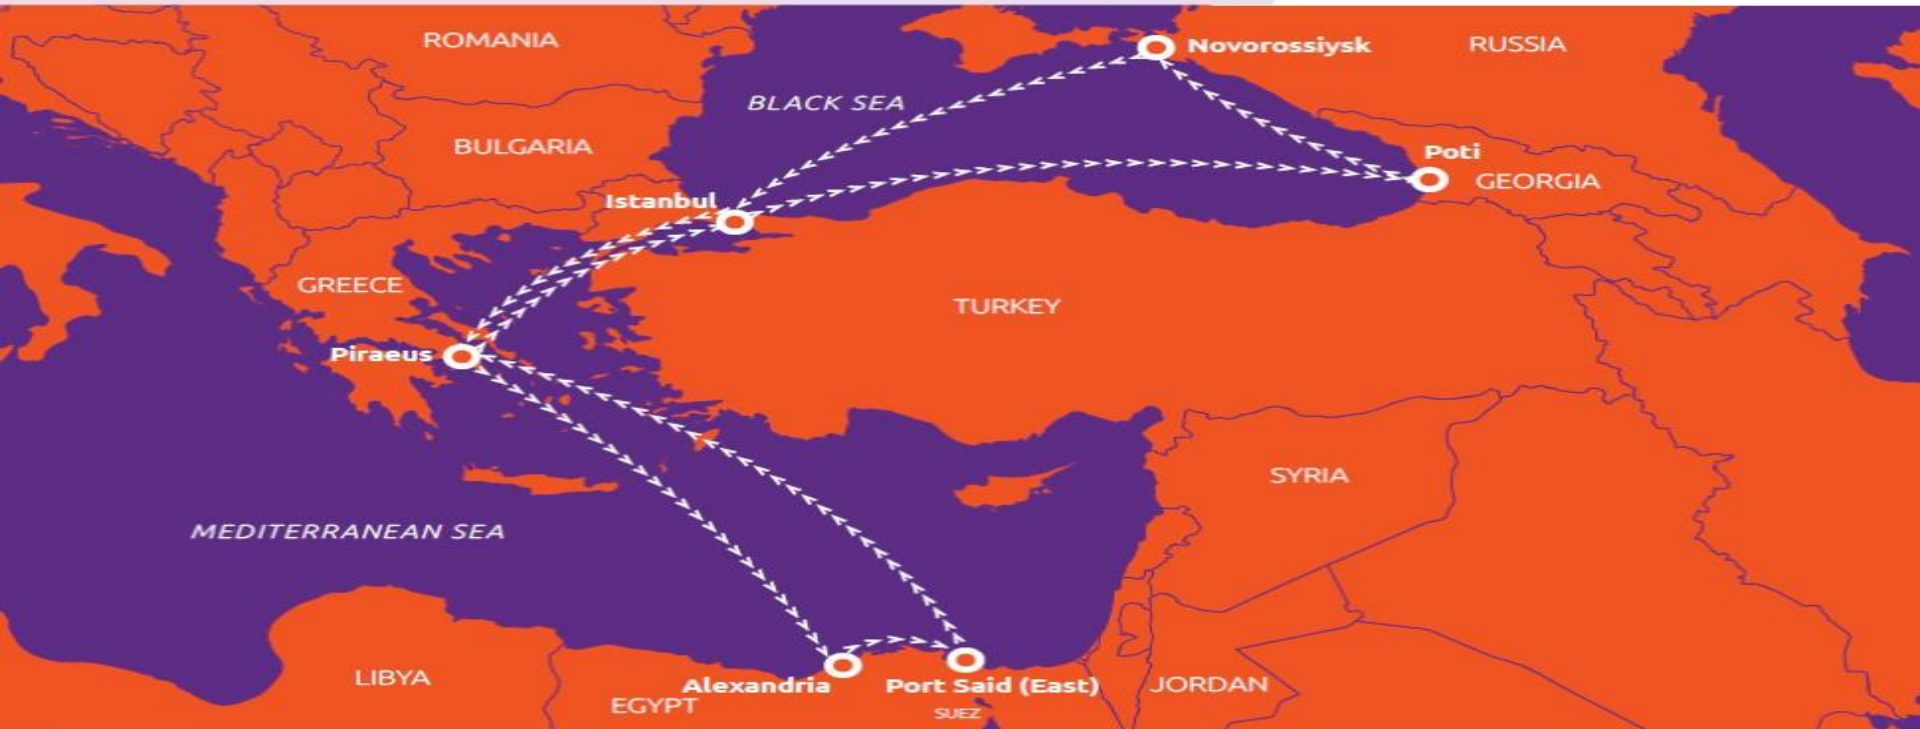 ROMANIA
Novorossiysk
RUSSIA
BLACK SEA
BULGARIA
Poti
GEORGIA
Istanbul
GREECE
TURKEY
Piraeus
SYRIA
MEDITERRANEAN SEA
LIBYA
Alexandria
Port Said (East)
JORDAN
EGYPT
SUEZ